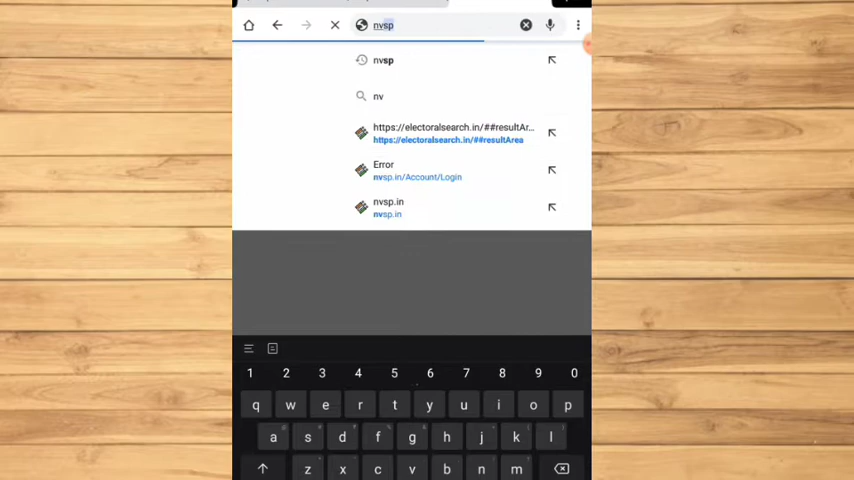 nvsp
nvsp
nv
https://electoralsearch.in/##resultAr...
https://electoralsearch.in/##resultArea
Error
nvsp.in/Account/Login
nvsp.in
nvsp.in
1 2 3 4 5 6 7 8 9 0
q w e r t y u i o p
a s d f g h j k l
z x c v b n m